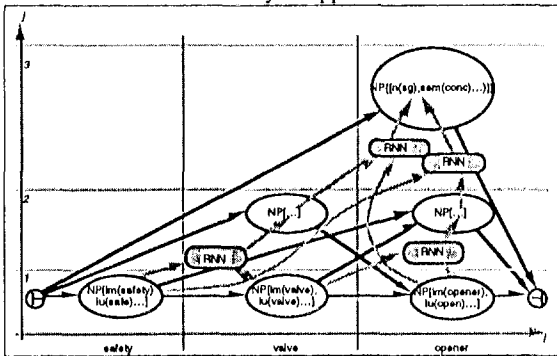 j
3
NP{[n(sg),sem(conc)...]}
RNN
RNN
2
NP[...]
NP[...]
RNN
RNN
1
NP[lm(safety)
lu(safe)...]
NP[lm(valve),
lu(valve)...]
NP[lm(opener),
lu(open)...]
safety
valve
opener
i